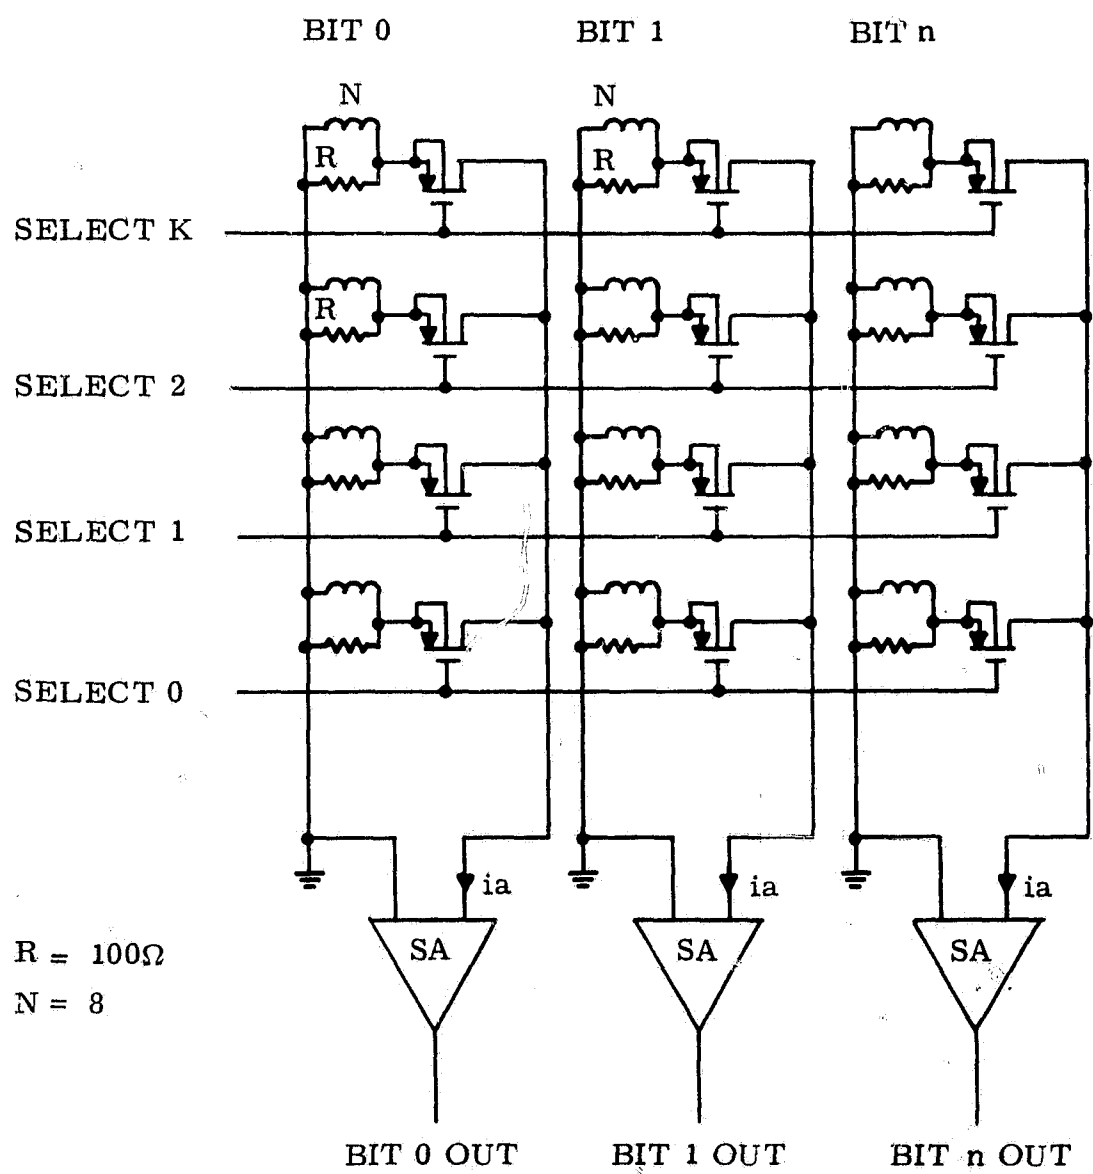 BIT 0 BIT 1 BIT n
N N
R R
SELECT K
R
SELECT 2
SELECT 1
SELECT 0
ia ia ia
SA SA SA
R = 100Ω
N = 8
BIT 0 OUT BIT 1 OUT BIT n OUT